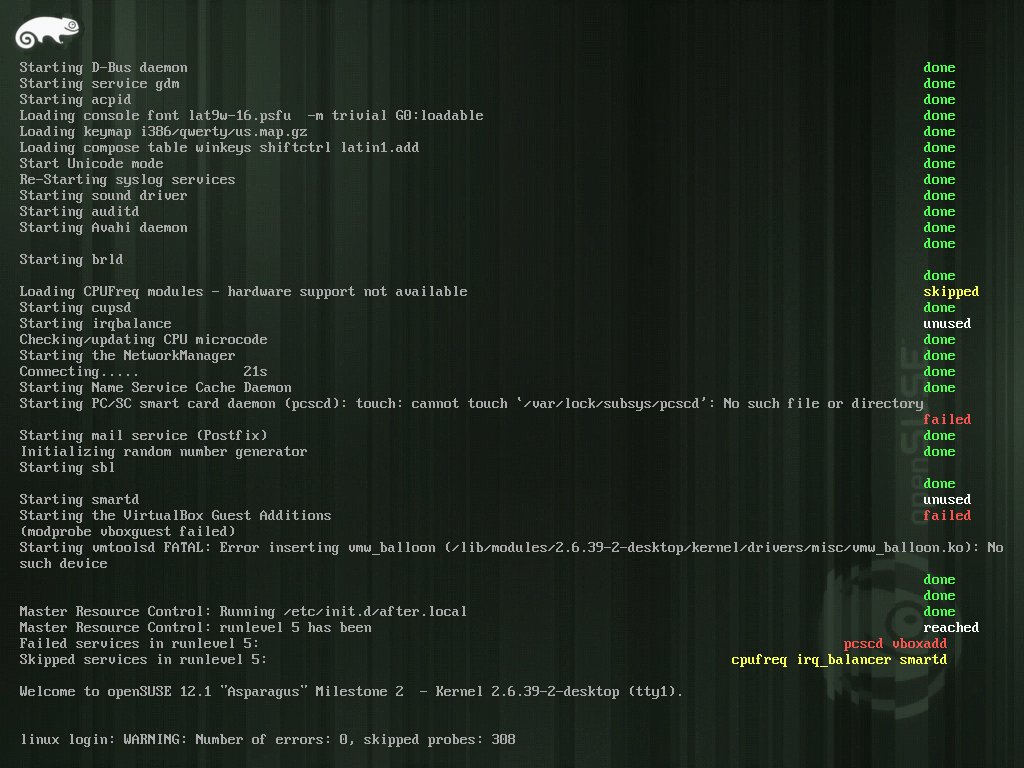 Starting D-Bus daemon done
Starting service gdm done
Starting acpid done
Loading console font lat9w-16.psfu  -m trivial G0:loadable done
Loading keymap i386/qwerty/us.map.gz done
Loading compose table winkeys shiftctrl latin1.add done
Start Unicode mode done
Re-Starting syslog services done
Starting sound driver done
Starting auditd done
Starting Avahi daemon done
done
Starting brld
done
Loading CPUFreq modules - hardware support not available skipped
Starting cupsd done
Starting irqbalance unused
Checking/updating CPU microcode done
Starting the NetworkManager done
Connecting..... 21s done
Starting Name Service Cache Daemon done
Starting PC/SC smart card daemon (pcscd): touch: cannot touch `/var/lock/subsys/pcscd': No such file or directory
failed
Starting mail service (Postfix) done
Initializing random number generator done
Starting sbl
done
Starting smartd unused
Starting the VirtualBox Guest Additions failed
(modprobe vboxguest failed)
Starting vmtoolsd FATAL: Error inserting vmw_balloon (/lib/modules/2.6.39-2-desktop/kernel/drivers/misc/vmw_balloon.ko): No
such device
done
done
Master Resource Control: Running /etc/init.d/after.local done
Master Resource Control: runlevel 5 has been reached
Failed services in runlevel 5: pcscd vboxadd
Skipped services in runlevel 5: cpufreq irq_balancer smartd
Welcome to openSUSE 12.1 "Asparagus" Milestone 2  - Kernel 2.6.39-2-desktop (tty1).
linux login: WARNING: Number of errors: 0, skipped probes: 308
openSUSE